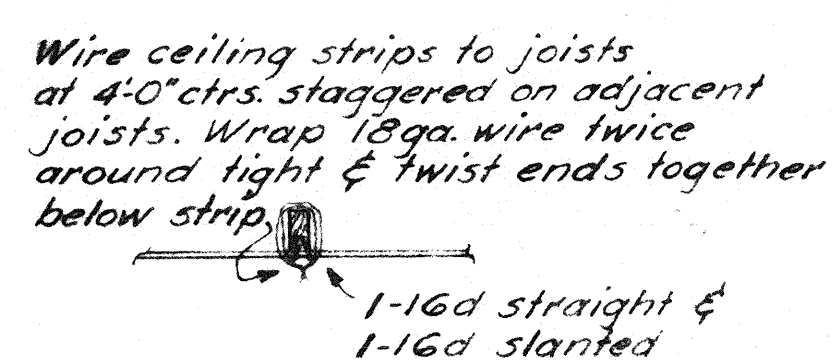 Wire ceiling strips to joists
at 4'-0" ctrs. staggered on adjacent
joists. Wrap 18ga. wire twice
around tight & twist ends together
below strip,
1-16d straight &
1-16d slanted